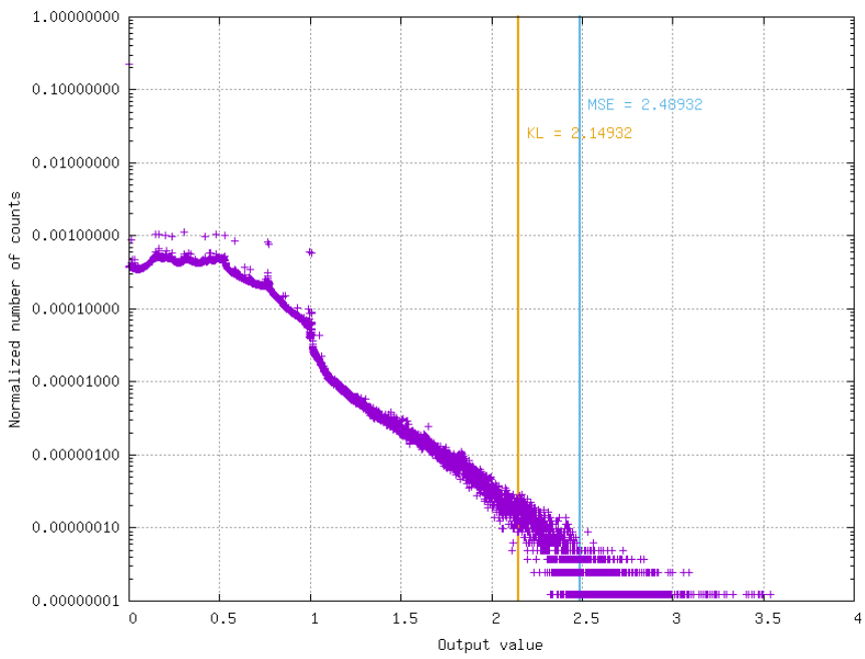 1.00000000
0.10000000
0.01000000
0.00100000
0.00010000
0.00001000
0.00000100
0.00000010
0.00000001
Normalized number of counts
MSE = 2.48932
KL = 2.14932
0 0.5 1 1.5 2 2.5 3 3.5 4
Output value